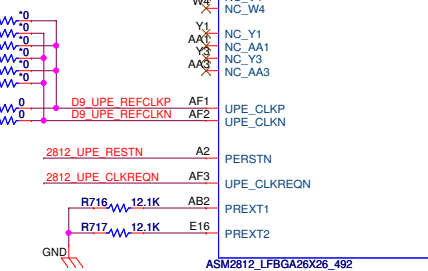 *0
W4
NC_W4
*0
*0
Y1
NC_Y1
*0
AA1
NC_AA1
*0
Y3
NC_Y3
*0
AA3
NC_AA3
0 D9_UPE_REFCLKP AF1 UPE_CLKP
0 D9_UPE_REFCLKN AF2 UPE_CLKN
2812_UPE_RESTN A2 PERSTN
2812_UPE_CLKREQN AF3 UPE_CLKREQN
R716 12.1K AB2 PREXT1
R717 12.1K E16 PREXT2
GND
ASM2812_LFBGA26X26_492